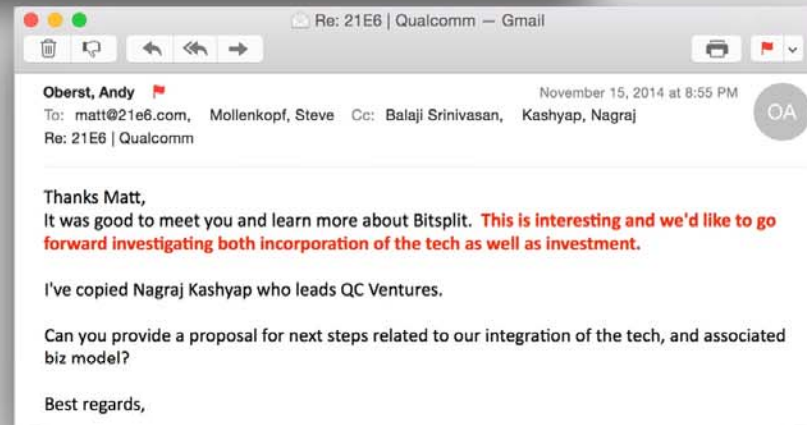 Re: 21E6 | Qualcomm — Gmail
Oberst, Andy
November 15, 2014 at 8:55 PM
To: matt@21e6.com, Mollenkopf, Steve Cc: Balaji Srinivasan, Kashyap, Nagraj
OA
Re: 21E6 | Qualcomm
Thanks Matt,
It was good to meet you and learn more about Bitsplit. This is interesting and we'd like to go
forward investigating both incorporation of the tech as well as investment.
I've copied Nagraj Kashyap who leads QC Ventures.
Can you provide a proposal for next steps related to our integration of the tech, and associated
biz model?
Best regards,